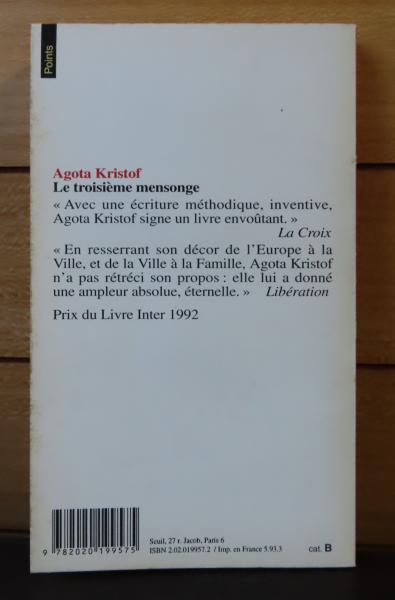 Points
Agota Kristof
Le troisième mensonge
« Avec une écriture méthodique, inventive,
Agota Kristof signe un livre envoûtant. »
La Croix
« En resserrant son décor de l'Europe à la
Ville, et de la Ville à la Famille, Agota Kristof
n'a pas rétréci son propos : elle lui a donné
une ampleur absolue, éternelle. » Libération
Prix du Livre Inter 1992
Seuil, 27 r. Jacob, Paris 6
ISBN 2.02.019957.2 / Imp. en France 5.93.3
cat. B
9 782020 199575